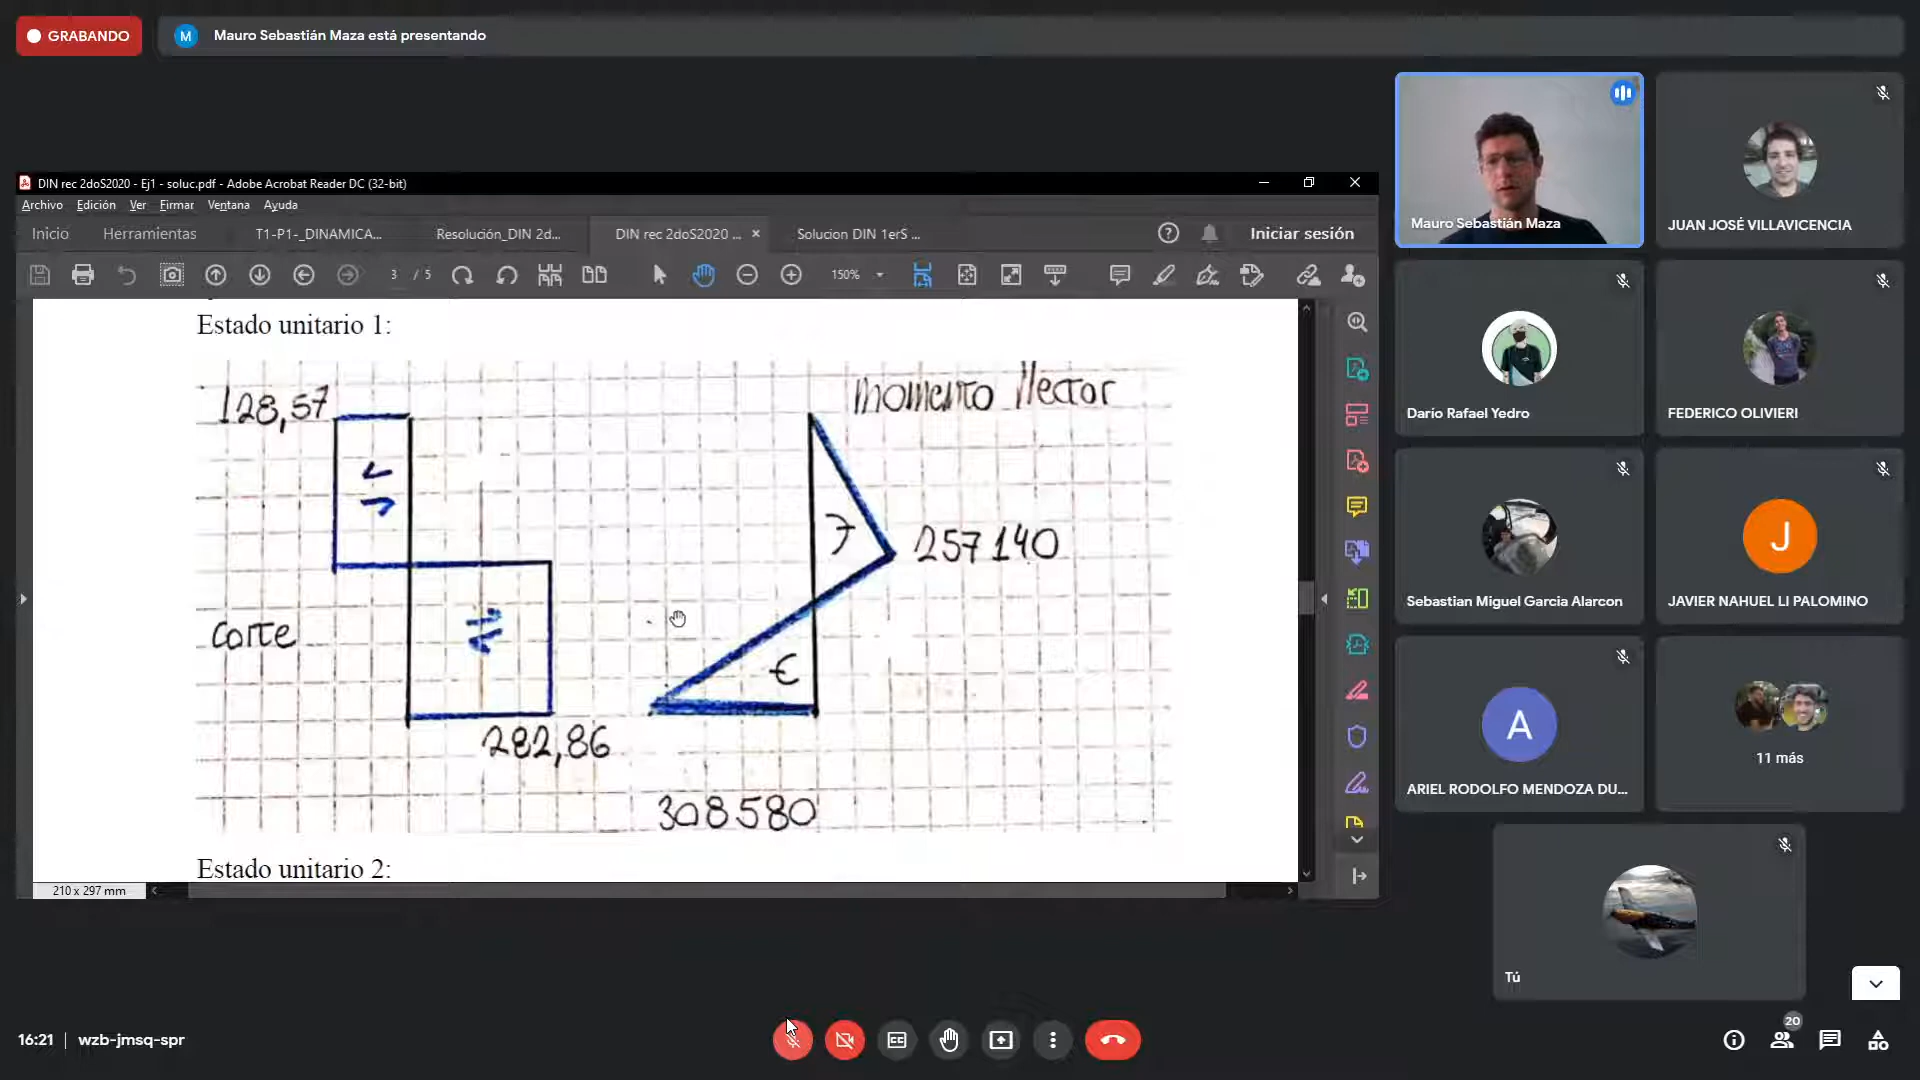 GRABANDO
M
Mauro Sebastián Maza está presentando
DIN rec 2doS2020 - Ej1 - soluc.pdf - Adobe Acrobat Reader DC (32-bit)
Archivo Edición Ver Firmar Ventana Ayuda
Inicio Herramientas T1-P1-_DINAMICA... Resolución_DIN 2d... DIN rec 2doS2020 ... Solucion DIN 1erS ... Iniciar sesión
3 / 5 150%
Estado unitario 1:
128,57
momento flector
257140
corte
282,86
308580
Estado unitario 2:
210 x 297 mm
Mauro Sebastián Maza
JUAN JOSÉ VILLAVICENCIA
Dario Rafael Yedro
FEDERICO OLIVIERI
Sebastian Miguel Garcia Alarcon
J
JAVIER NAHUEL LI PALOMINO
A
ARIEL RODOLFO MENDOZA DU...
11 más
Tú
16:21 | wzb-jmsq-spr
20